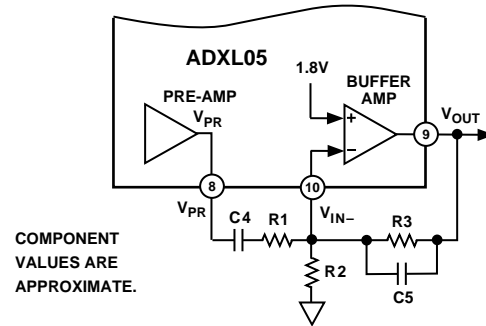 ADXL05
1.8V
BUFFER
AMP
PRE-AMP
VPR
VOUT
+
−
9
8
10
VPR
VIN−
C4
R1
R3
R2
C5
COMPONENT
VALUES ARE
APPROXIMATE.